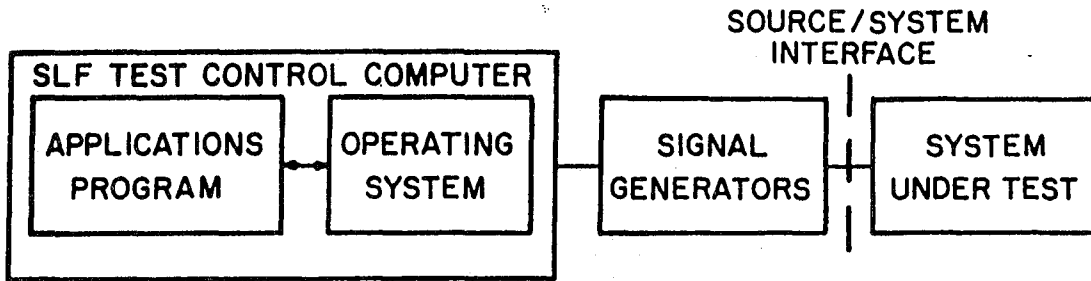 SOURCE/SYSTEM
INTERFACE
SLF TEST CONTROL COMPUTER
APPLICATIONS
PROGRAM
OPERATING
SYSTEM
SIGNAL
GENERATORS
SYSTEM
UNDER TEST